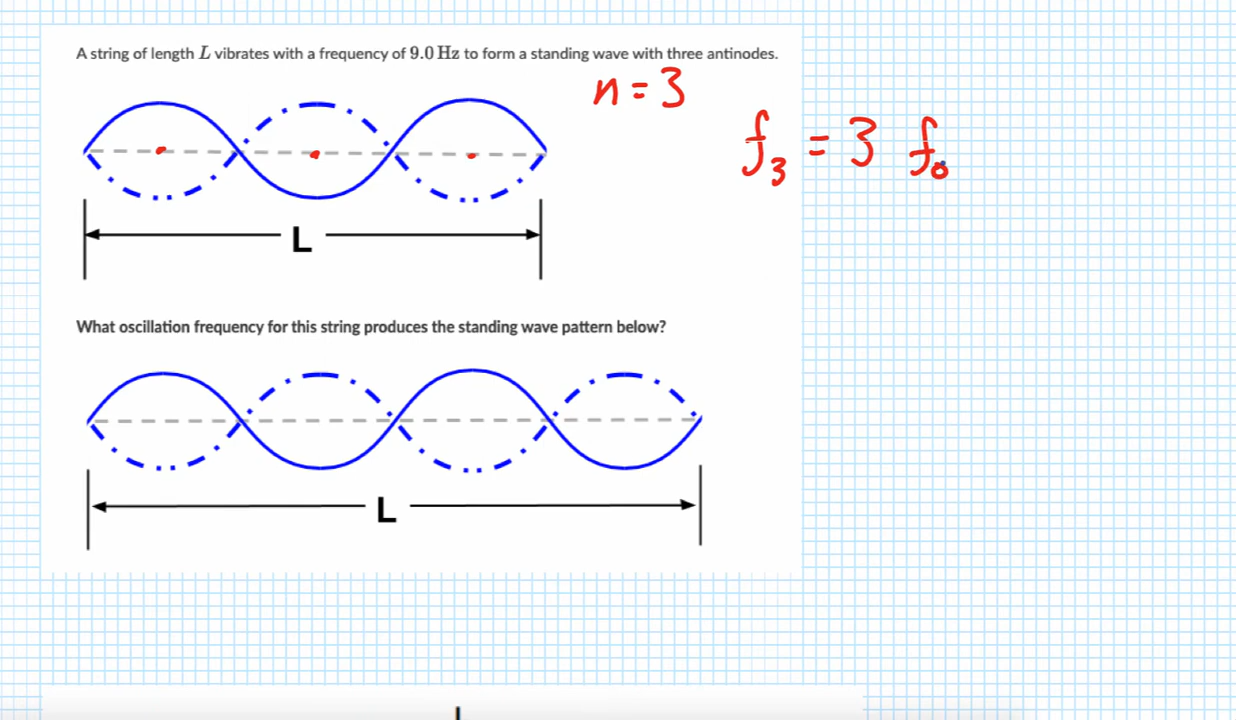 A string of length L vibrates with a frequency of 9.0 Hz to form a standing wave with three antinodes.
n = 3
f₃ = 3 f₀
L
What oscillation frequency for this string produces the standing wave pattern below?
L